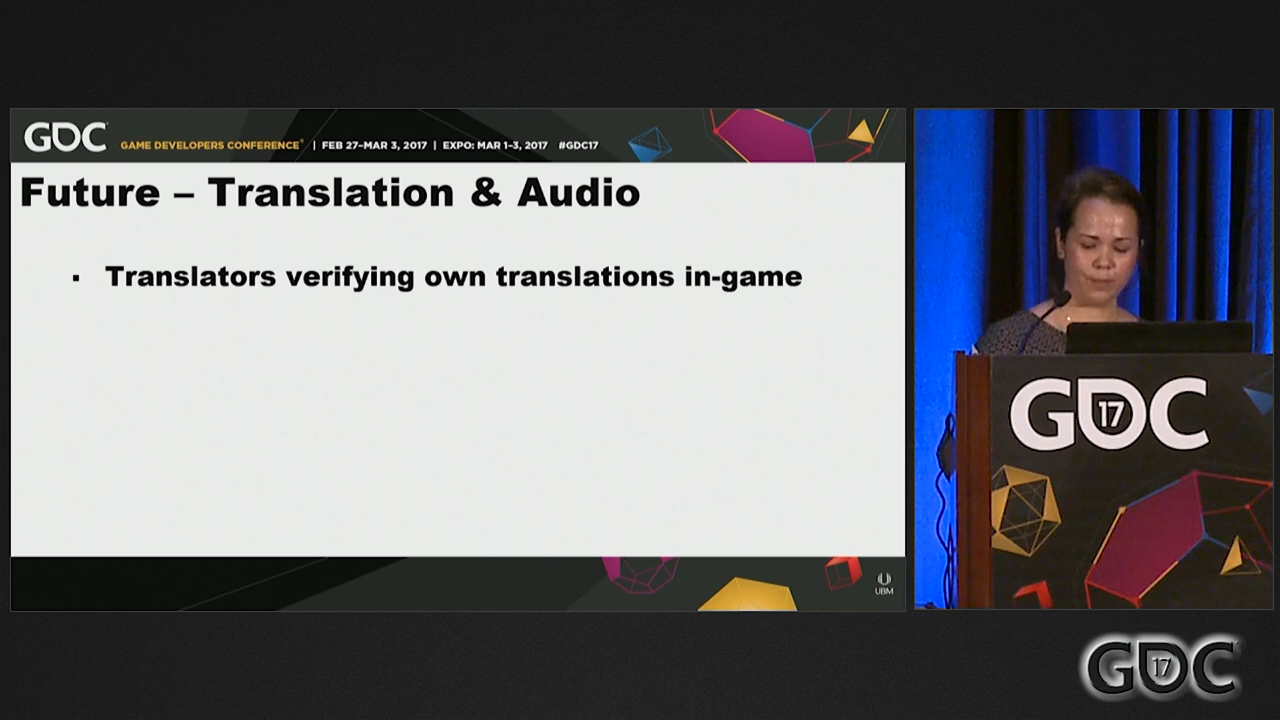 GDC GAME DEVELOPERS CONFERENCE® | FEB 27–MAR 3, 2017 | EXPO: MAR 1–3, 2017 #GDC17
Future – Translation & Audio
▪ Translators verifying own translations in-game
UBM
GDC 17
GDC 17